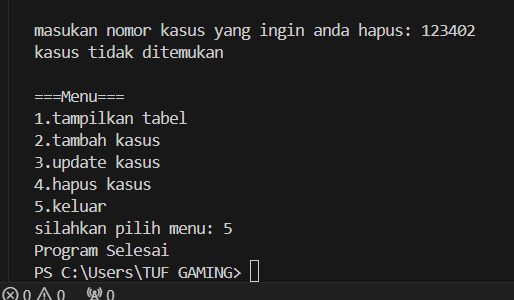 masukan nomor kasus yang ingin anda hapus: 123402
kasus tidak ditemukan
===Menu===
1.tampilkan tabel
2.tambah kasus
3.update kasus
4.hapus kasus
5.keluar
silahkan pilih menu: 5
Program Selesai
PS C:\Users\TUF GAMING>
0 0 0